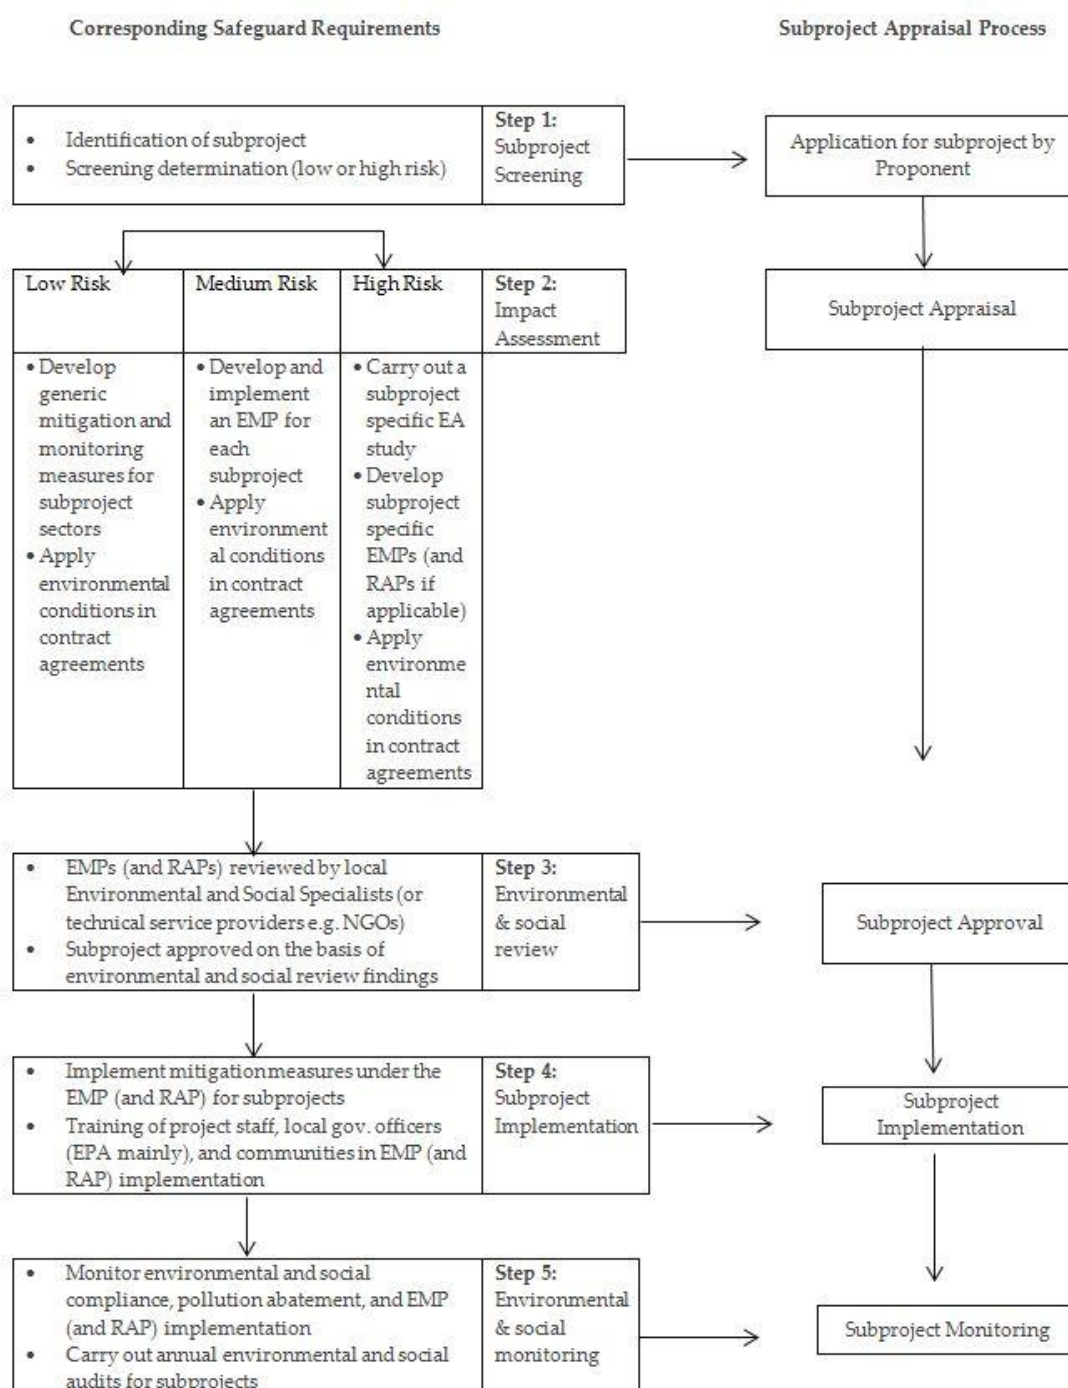 Corresponding Safeguard Requirements
Subproject Appraisal Process
• Identification of subproject
• Screening determination (low or high risk)
Step 1:
Subproject
Screening
Application for subproject by
Proponent
Low Risk
Medium Risk
High Risk
Step 2:
Impact
Assessment
Subproject Appraisal
• Develop
generic
mitigation and
monitoring
measures for
subproject
sectors
• Apply
environmental
conditions in
contract
agreements
• Develop and
implement
an EMP for
each
subproject
• Apply
environment
al conditions
in contract
agreements
• Carry out a
subproject
specific EA
study
• Develop
subproject
specific
EMPs (and
RAPs if
applicable)
• Apply
environme
ntal
conditions
in contract
agreements
• EMPs (and RAPs) reviewed by local
Environmental and Social Specialists (or
technical service providers e.g. NGOs)
• Subproject approved on the basis of
environmental and social review findings
Step 3:
Environmental
& social
review
Subproject Approval
• Implement mitigation measures under the
EMP (and RAP) for subprojects
• Training of project staff, local gov. officers
(EPA mainly), and communities in EMP (and
RAP) implementation
Step 4:
Subproject
Implementation
Subproject
Implementation
• Monitor environmental and social
compliance, pollution abatement, and EMP
(and RAP) implementation
• Carry out annual environmental and social
audits for subprojects
Step 5:
Environmental
& social
monitoring
Subproject Monitoring